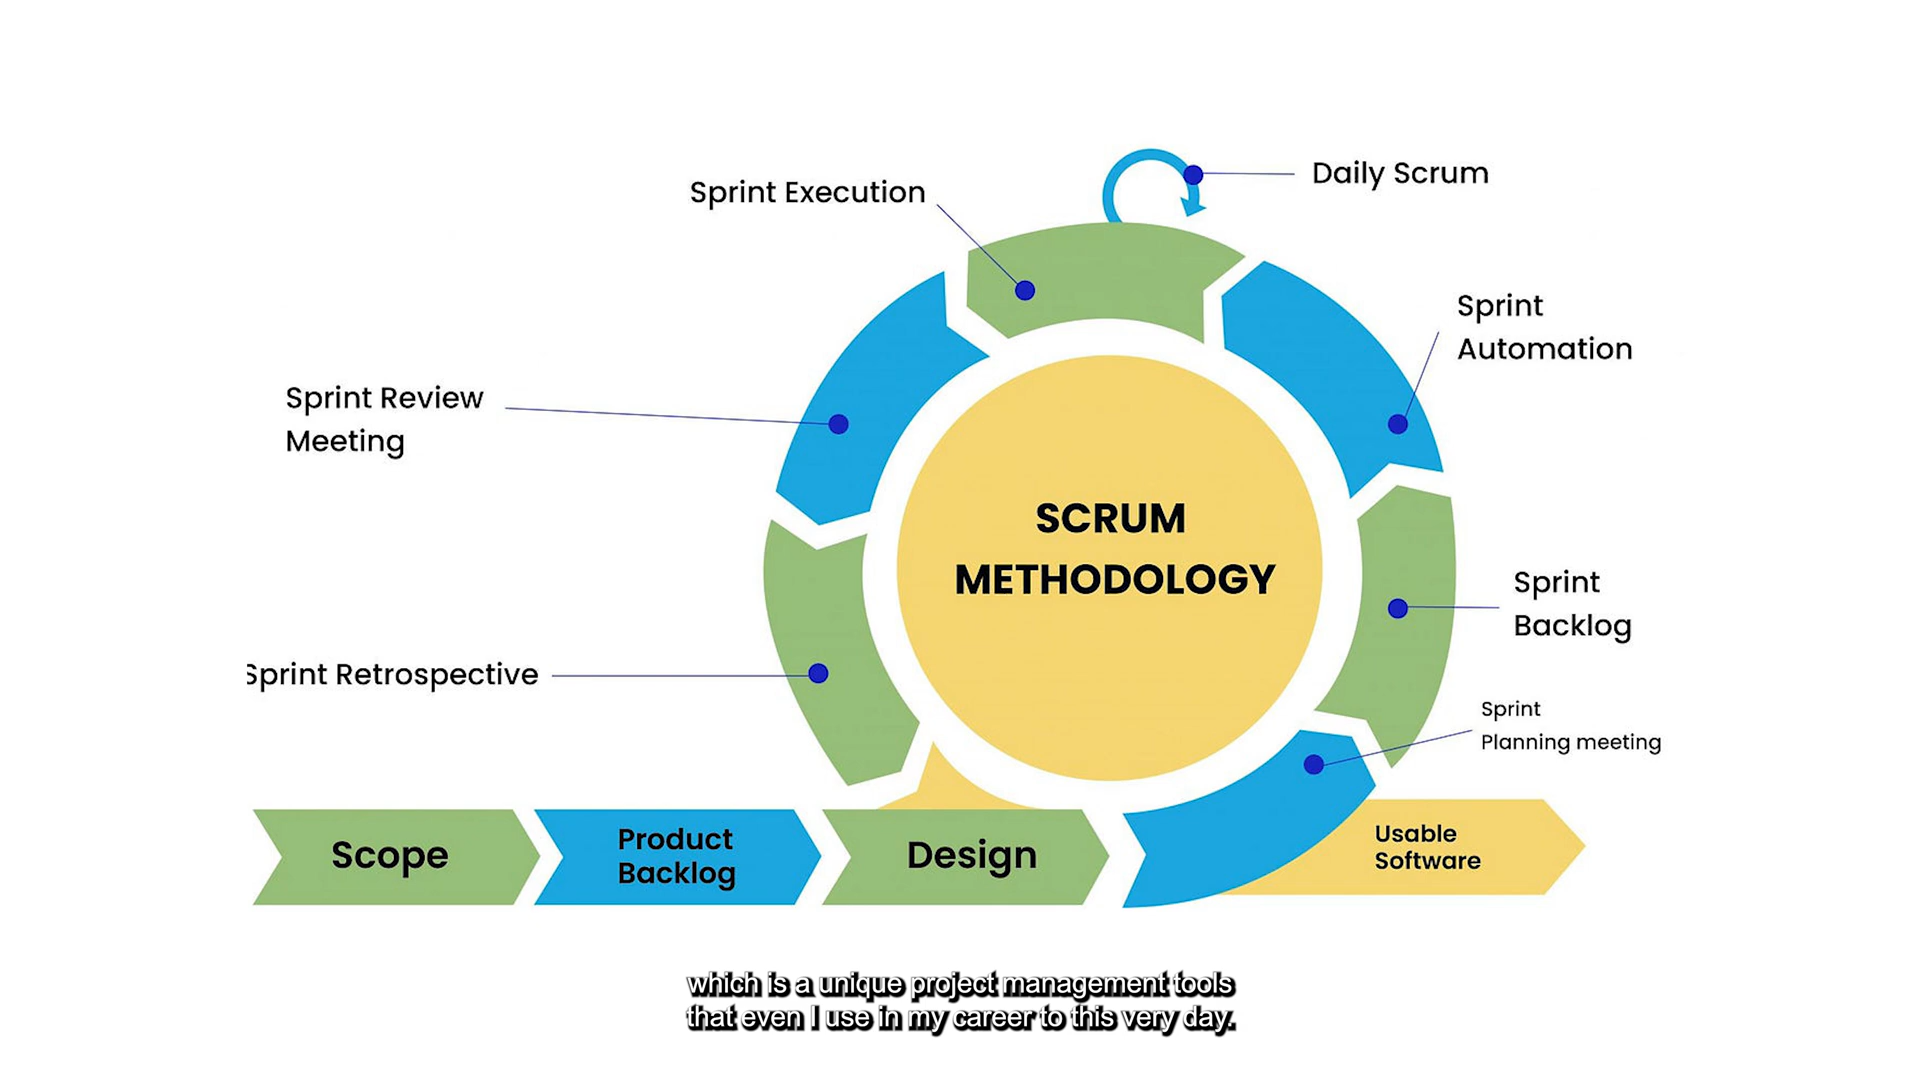 Daily Scrum
Sprint Execution
Sprint
Automation
Sprint Review
Meeting
SCRUM
METHODOLOGY
Sprint
Backlog
Sprint Retrospective
Sprint
Planning meeting
Scope
Product
Backlog
Design
Usable
Software
which is a unique project management tools
that even I use in my career to this very day.